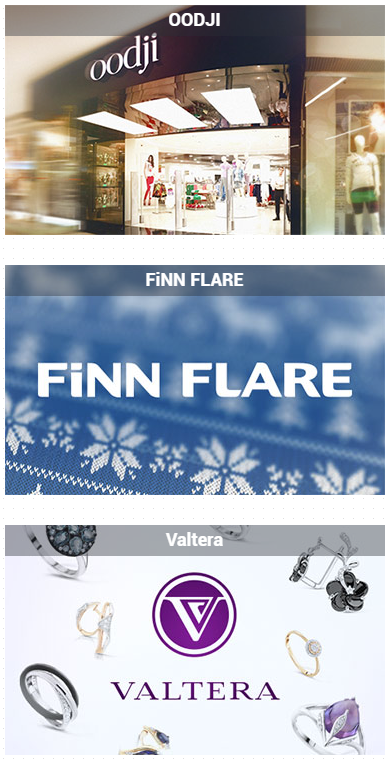 OODJI
oodji
FiNN FLARE
FiNN FLARE
Valtera
VALTERA